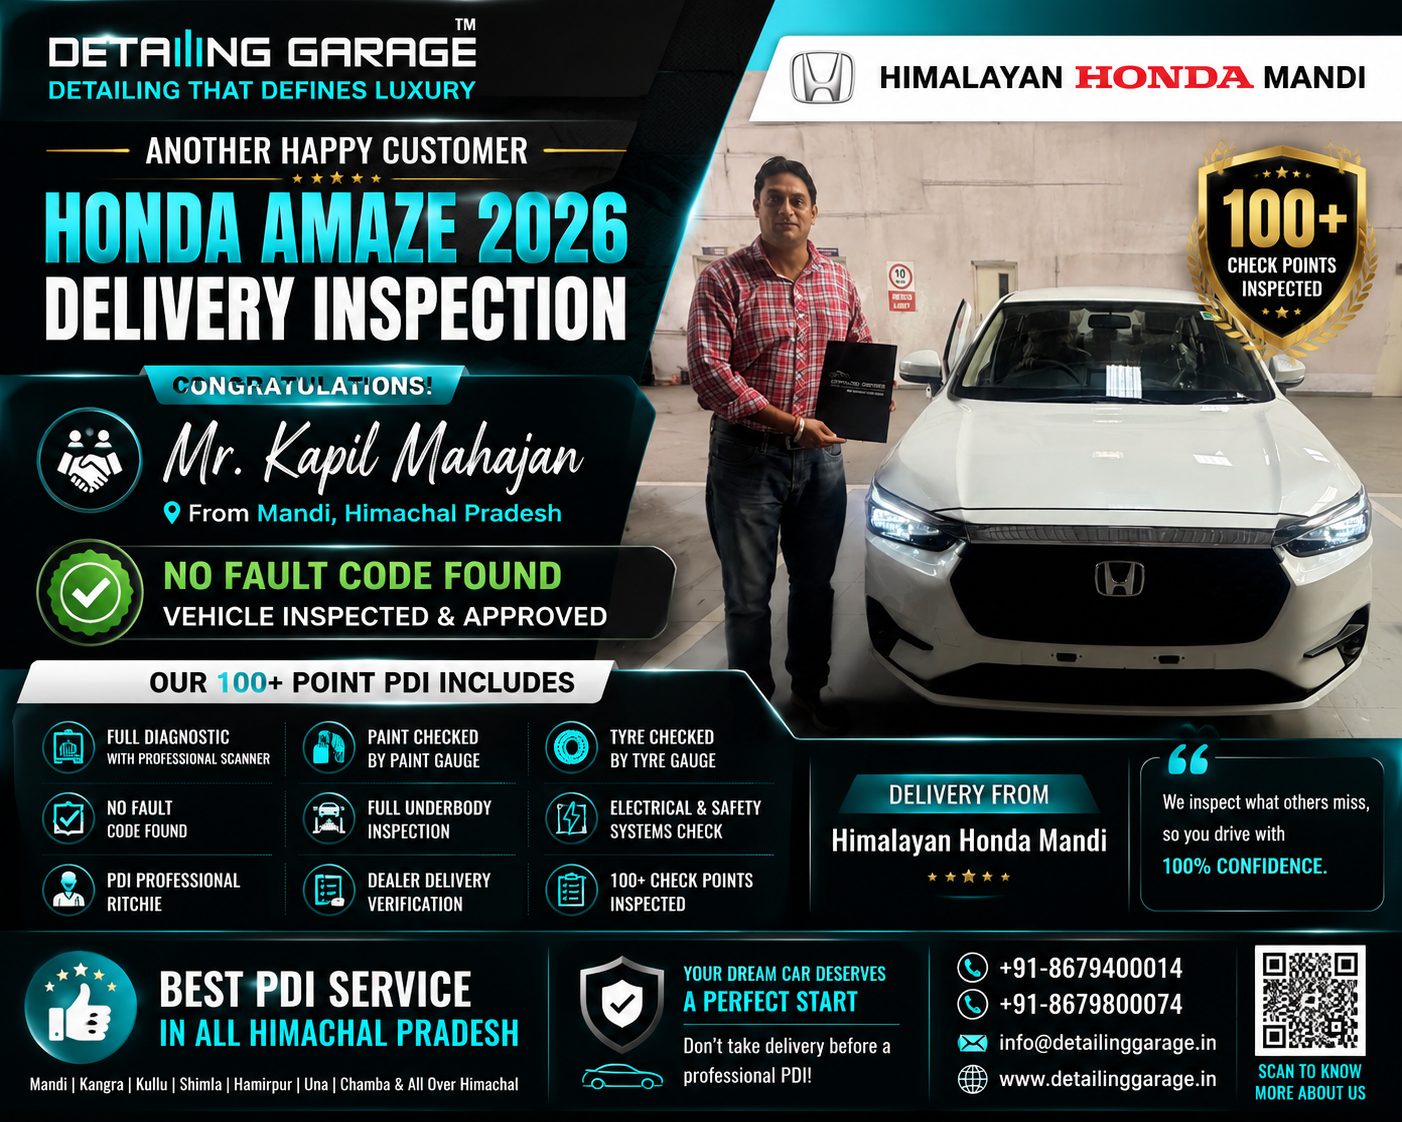 DETAILING GARAGE™
DETAILING THAT DEFINES LUXURY
HIMALAYAN HONDA MANDI
ANOTHER HAPPY CUSTOMER
HONDA AMAZE 2026
DELIVERY INSPECTION
100+
CHECK POINTS
INSPECTED
10
CONGRATULATIONS!
Mr. Kapil Mahajan
From Mandi, Himachal Pradesh
NO FAULT CODE FOUND
VEHICLE INSPECTED & APPROVED
OUR 100+ POINT PDI INCLUDES
FULL DIAGNOSTIC
WITH PROFESSIONAL SCANNER
PAINT CHECKED
BY PAINT GAUGE
TYRE CHECKED
BY TYRE GAUGE
NO FAULT
CODE FOUND
FULL UNDERBODY
INSPECTION
ELECTRICAL & SAFETY
SYSTEMS CHECK
PDI PROFESSIONAL
RITCHIE
DEALER DELIVERY
VERIFICATION
100+ CHECK POINTS
INSPECTED
DELIVERY FROM
Himalayan Honda Mandi
“
We inspect what others miss,
so you drive with
100% CONFIDENCE.
BEST PDI SERVICE
IN ALL HIMACHAL PRADESH
Mandi | Kangra | Kullu | Shimla | Hamirpur | Una | Chamba & All Over Himachal
YOUR DREAM CAR DESERVES
A PERFECT START
Don't take delivery before a
professional PDI!
+91-8679400014
+91-8679800074
info@detailinggarage.in
www.detailinggarage.in
SCAN TO KNOW
MORE ABOUT US